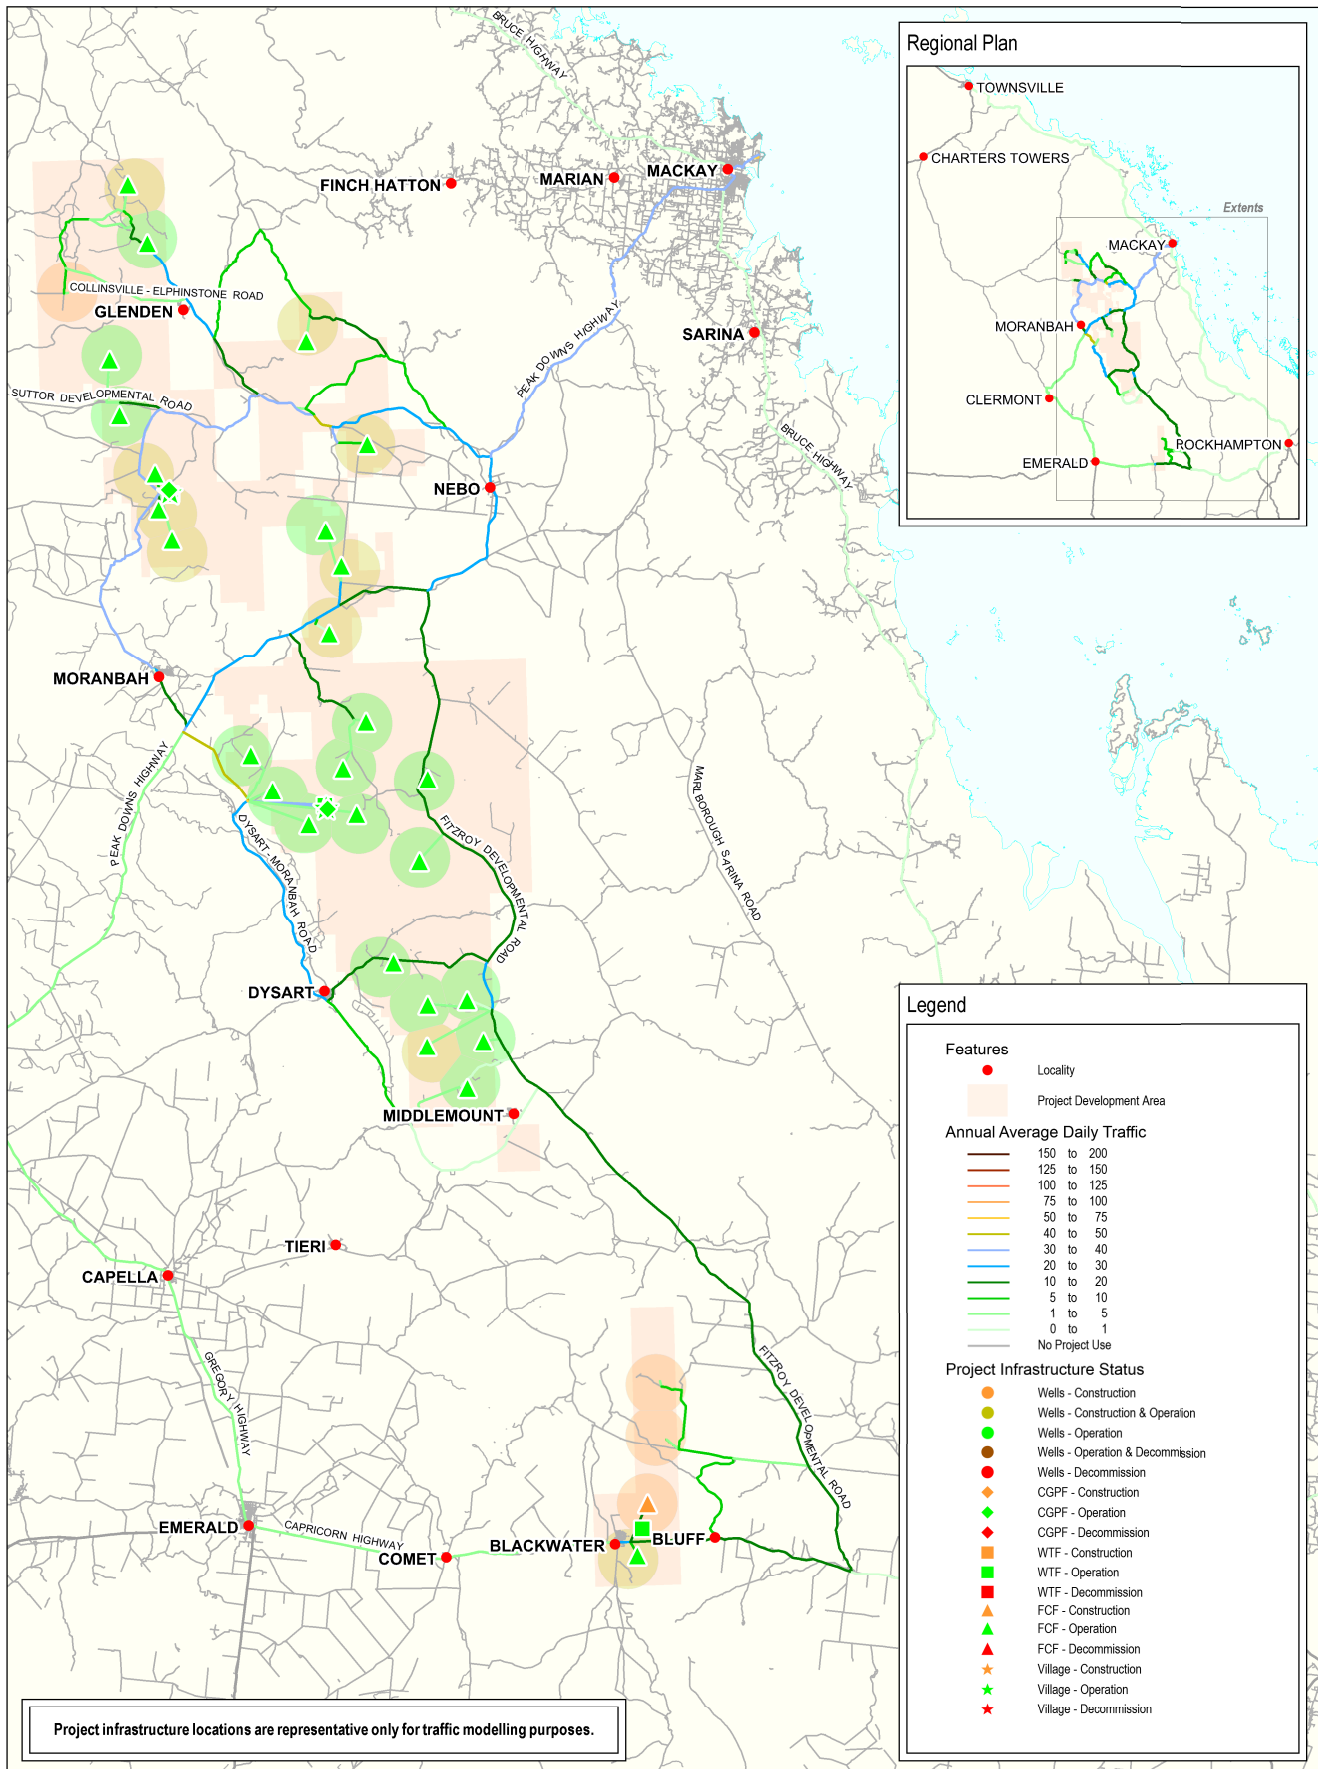 BRUCE HIGHWAY
FINCH HATTON
MARIAN
MACKAY
COLLINSVILLE - ELPHINSTONE ROAD
GLENDEN
SARINA
PEAK DOWNS HIGHWAY
SUTTOR DEVELOPMENTAL ROAD
BRUCE HIGHWAY
NEBO
MORANBAH
PEAK DOWNS HIGHWAY
DYSART - MORANBAH ROAD
FITZROY DEVELOPMENTAL ROAD
MARLBOROUGH SARINA ROAD
DYSART
MIDDLEMOUNT
TIERI
CAPELLA
GREGORY HIGHWAY
FITZROY DEVELOPMENTAL ROAD
EMERALD
CAPRICORN HIGHWAY
COMET
BLACKWATER
BLUFF
Project infrastructure locations are representative only for traffic modelling purposes.
Regional Plan
TOWNSVILLE
CHARTERS TOWERS
Extents
MACKAY
MORANBAH
CLERMONT
ROCKHAMPTON
EMERALD
Legend
Features
Locality
Project Development Area
Annual Average Daily Traffic
150 to 200
125 to 150
100 to 125
75 to 100
50 to 75
40 to 50
30 to 40
20 to 30
10 to 20
5 to 10
1 to 5
0 to 1
No Project Use
Project Infrastructure Status
Wells - Construction
Wells - Construction & Operation
Wells - Operation
Wells - Operation & Decommission
Wells - Decommission
CGPF - Construction
CGPF - Operation
CGPF - Decommission
WTF - Construction
WTF - Operation
WTF - Decommission
FCF - Construction
FCF - Operation
FCF - Decommission
Village - Construction
Village - Operation
Village - Decommission